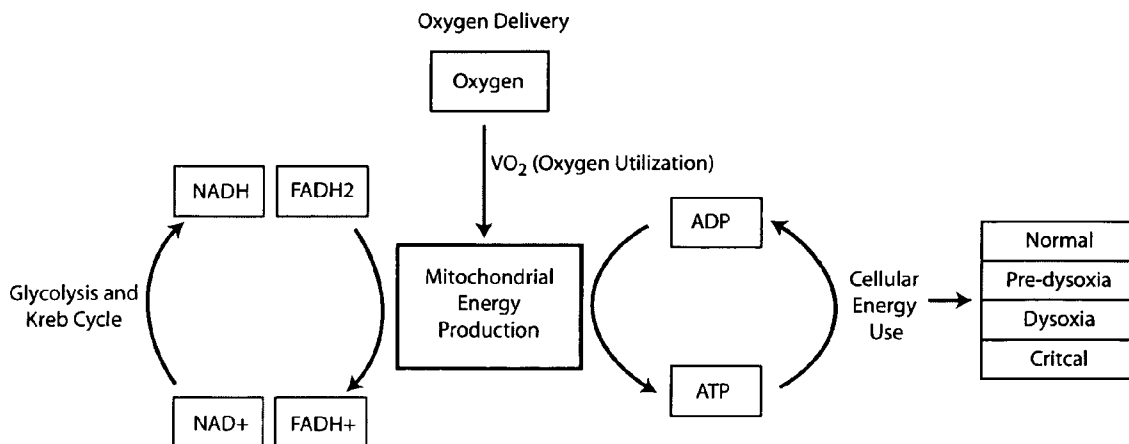 Oxygen Delivery
Oxygen
VO₂ (Oxygen Utilization)
NADH
FADH2
ADP
Mitochondrial
Energy
Production
Glycolysis and
Kreb Cycle
Cellular
Energy
Use
Normal
Pre-dysoxia
Dysoxia
Critcal
NAD+
FADH+
ATP